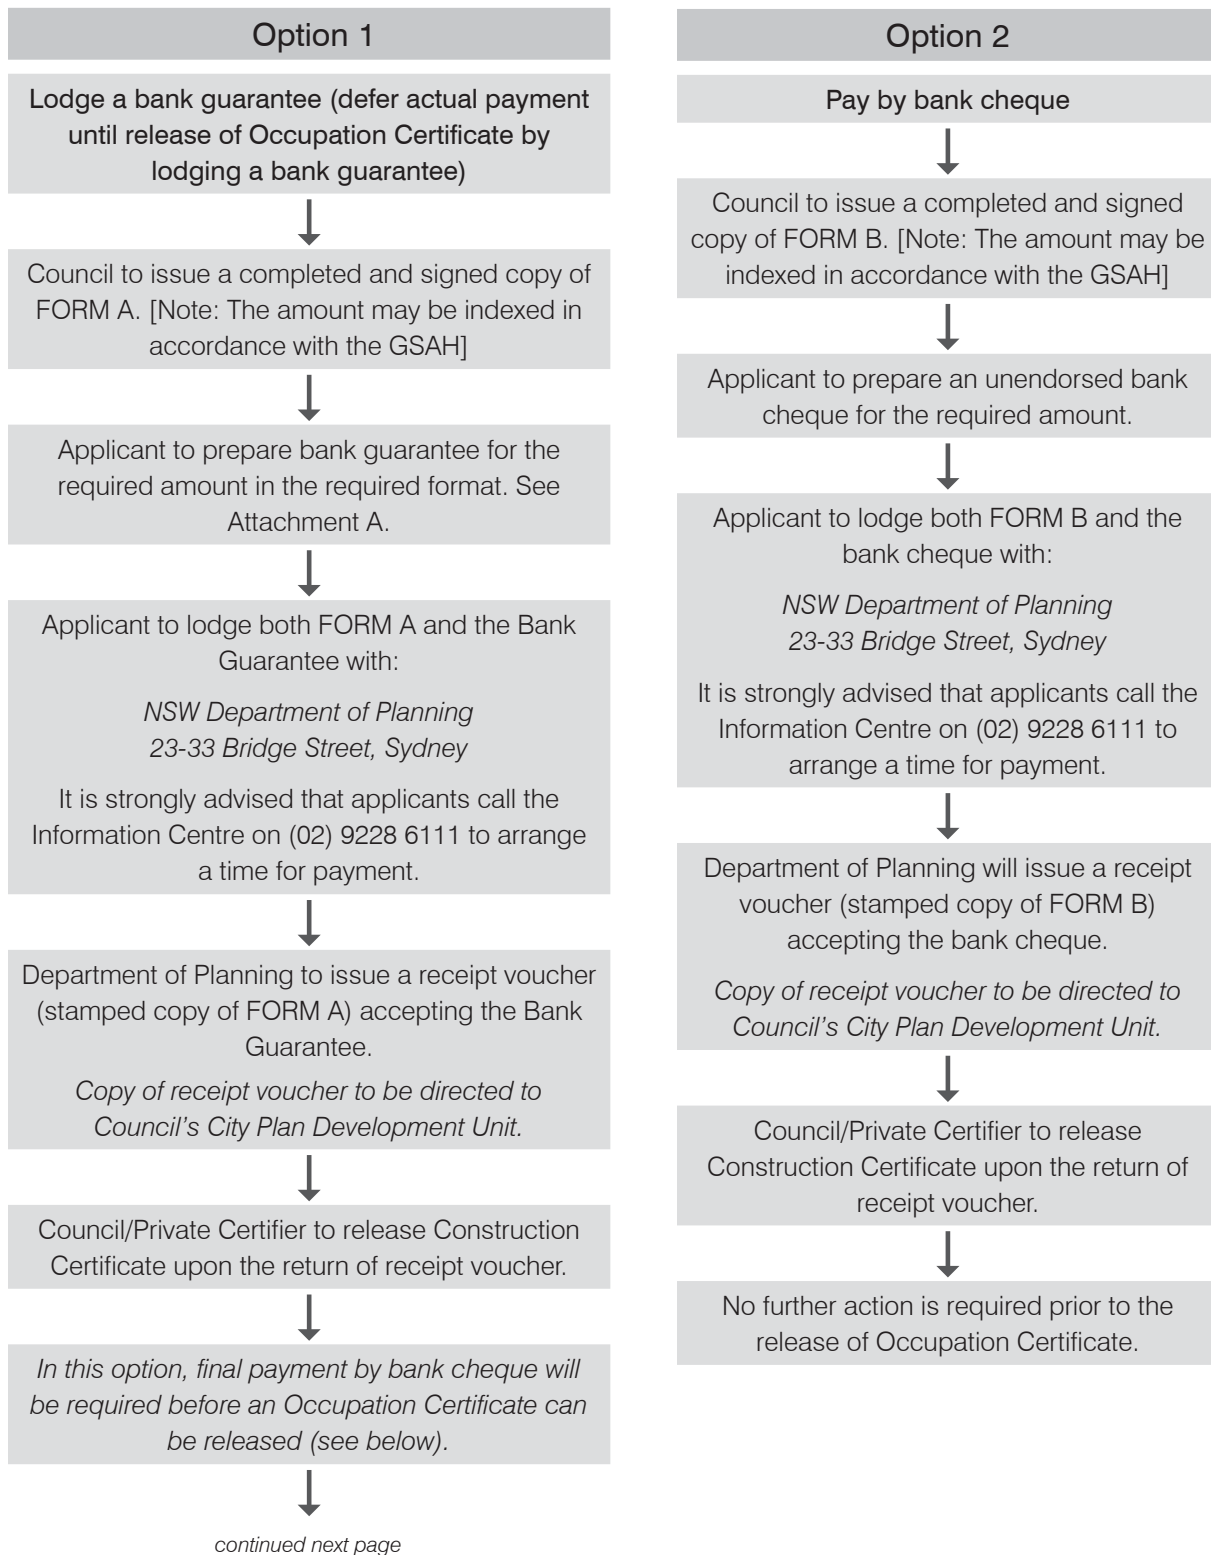 Option 1
Lodge a bank guarantee (defer actual payment
until release of Occupation Certificate by
lodging a bank guarantee)
Council to issue a completed and signed copy of
FORM A. [Note: The amount may be indexed in
accordance with the GSAH]
Applicant to prepare bank guarantee for the
required amount in the required format. See
Attachment A.
Applicant to lodge both FORM A and the Bank
Guarantee with:
NSW Department of Planning
23-33 Bridge Street, Sydney
It is strongly advised that applicants call the
Information Centre on (02) 9228 6111 to arrange
a time for payment.
Department of Planning to issue a receipt voucher
(stamped copy of FORM A) accepting the Bank
Guarantee.
Copy of receipt voucher to be directed to
Council's City Plan Development Unit.
Council/Private Certifier to release Construction
Certificate upon the return of receipt voucher.
In this option, final payment by bank cheque will
be required before an Occupation Certificate can
be released (see below).
continued next page
Option 2
Pay by bank cheque
Council to issue a completed and signed
copy of FORM B. [Note: The amount may be
indexed in accordance with the GSAH]
Applicant to prepare an unendorsed bank
cheque for the required amount.
Applicant to lodge both FORM B and the
bank cheque with:
NSW Department of Planning
23-33 Bridge Street, Sydney
It is strongly advised that applicants call the
Information Centre on (02) 9228 6111 to
arrange a time for payment.
Department of Planning will issue a receipt
voucher (stamped copy of FORM B)
accepting the bank cheque.
Copy of receipt voucher to be directed to
Council's City Plan Development Unit.
Council/Private Certifier to release
Construction Certificate upon the return of
receipt voucher.
No further action is required prior to the
release of Occupation Certificate.